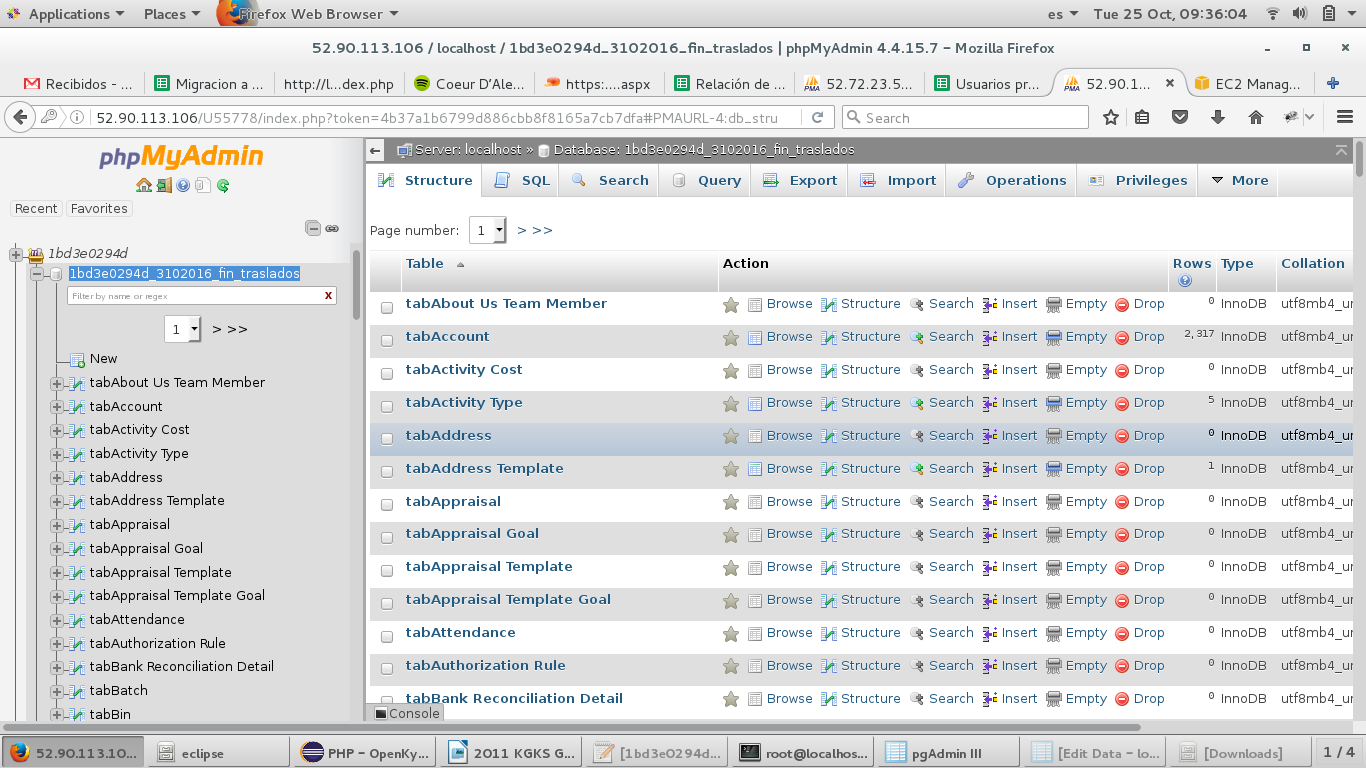 Applications Places Firefox Web Browser es Tue 25 Oct, 09:36:04
52.90.113.106 / localhost / 1bd3e0294d_3102016_fin_traslados | phpMyAdmin 4.4.15.7 – Mozilla Firefox
Recibidos - ... Migracion a ... http://l...dex.php Coeur D'Ale... https:....aspx Relación de ... 52.72.23.5... Usuarios pr... 52.90.1... EC2 Manag...
52.90.113.106/U55778/index.php?token=4b37a1b6799d886cbb8f8165a7cb7dfa#PMAURL-4:db_stru Search
phpMyAdmin
Recent Favorites
1bd3e0294d
1bd3e0294d_3102016_fin_traslados
Filter by name or regex X
1 > >>
New
tabAbout Us Team Member
tabAccount
tabActivity Cost
tabActivity Type
tabAddress
tabAddress Template
tabAppraisal
tabAppraisal Goal
tabAppraisal Template
tabAppraisal Template Goal
tabAttendance
tabAuthorization Rule
tabBank Reconciliation Detail
tabBatch
tabBin
Server: localhost » Database: 1bd3e0294d_3102016_fin_traslados
Structure SQL Search Query Export Import Operations Privileges More
Page number: 1 > >>
Table Action Rows Type Collation
tabAbout Us Team Member Browse Structure Search Insert Empty Drop 0 InnoDB utf8mb4_
tabAccount Browse Structure Search Insert Empty Drop 2,317 InnoDB utf8mb4_
tabActivity Cost Browse Structure Search Insert Empty Drop 0 InnoDB utf8mb4_
tabActivity Type Browse Structure Search Insert Empty Drop 5 InnoDB utf8mb4_
tabAddress Browse Structure Search Insert Empty Drop 0 InnoDB utf8mb4_
tabAddress Template Browse Structure Search Insert Empty Drop 1 InnoDB utf8mb4_
tabAppraisal Browse Structure Search Insert Empty Drop 0 InnoDB utf8mb4_
tabAppraisal Goal Browse Structure Search Insert Empty Drop 0 InnoDB utf8mb4_
tabAppraisal Template Browse Structure Search Insert Empty Drop 0 InnoDB utf8mb4_
tabAppraisal Template Goal Browse Structure Search Insert Empty Drop 0 InnoDB utf8mb4_
tabAttendance Browse Structure Search Insert Empty Drop 0 InnoDB utf8mb4_
tabAuthorization Rule Browse Structure Search Insert Empty Drop 0 InnoDB utf8mb4_
tabBank Reconciliation Detail Browse Structure Search Insert Empty Drop 0 InnoDB utf8mb4_
Console
52.90.113.10... eclipse PHP – OpenKy... 2011 KGKS G... [1bd3e0294d... root@localhos... pgAdmin III [Edit Data – lo... [Downloads] 1 / 4